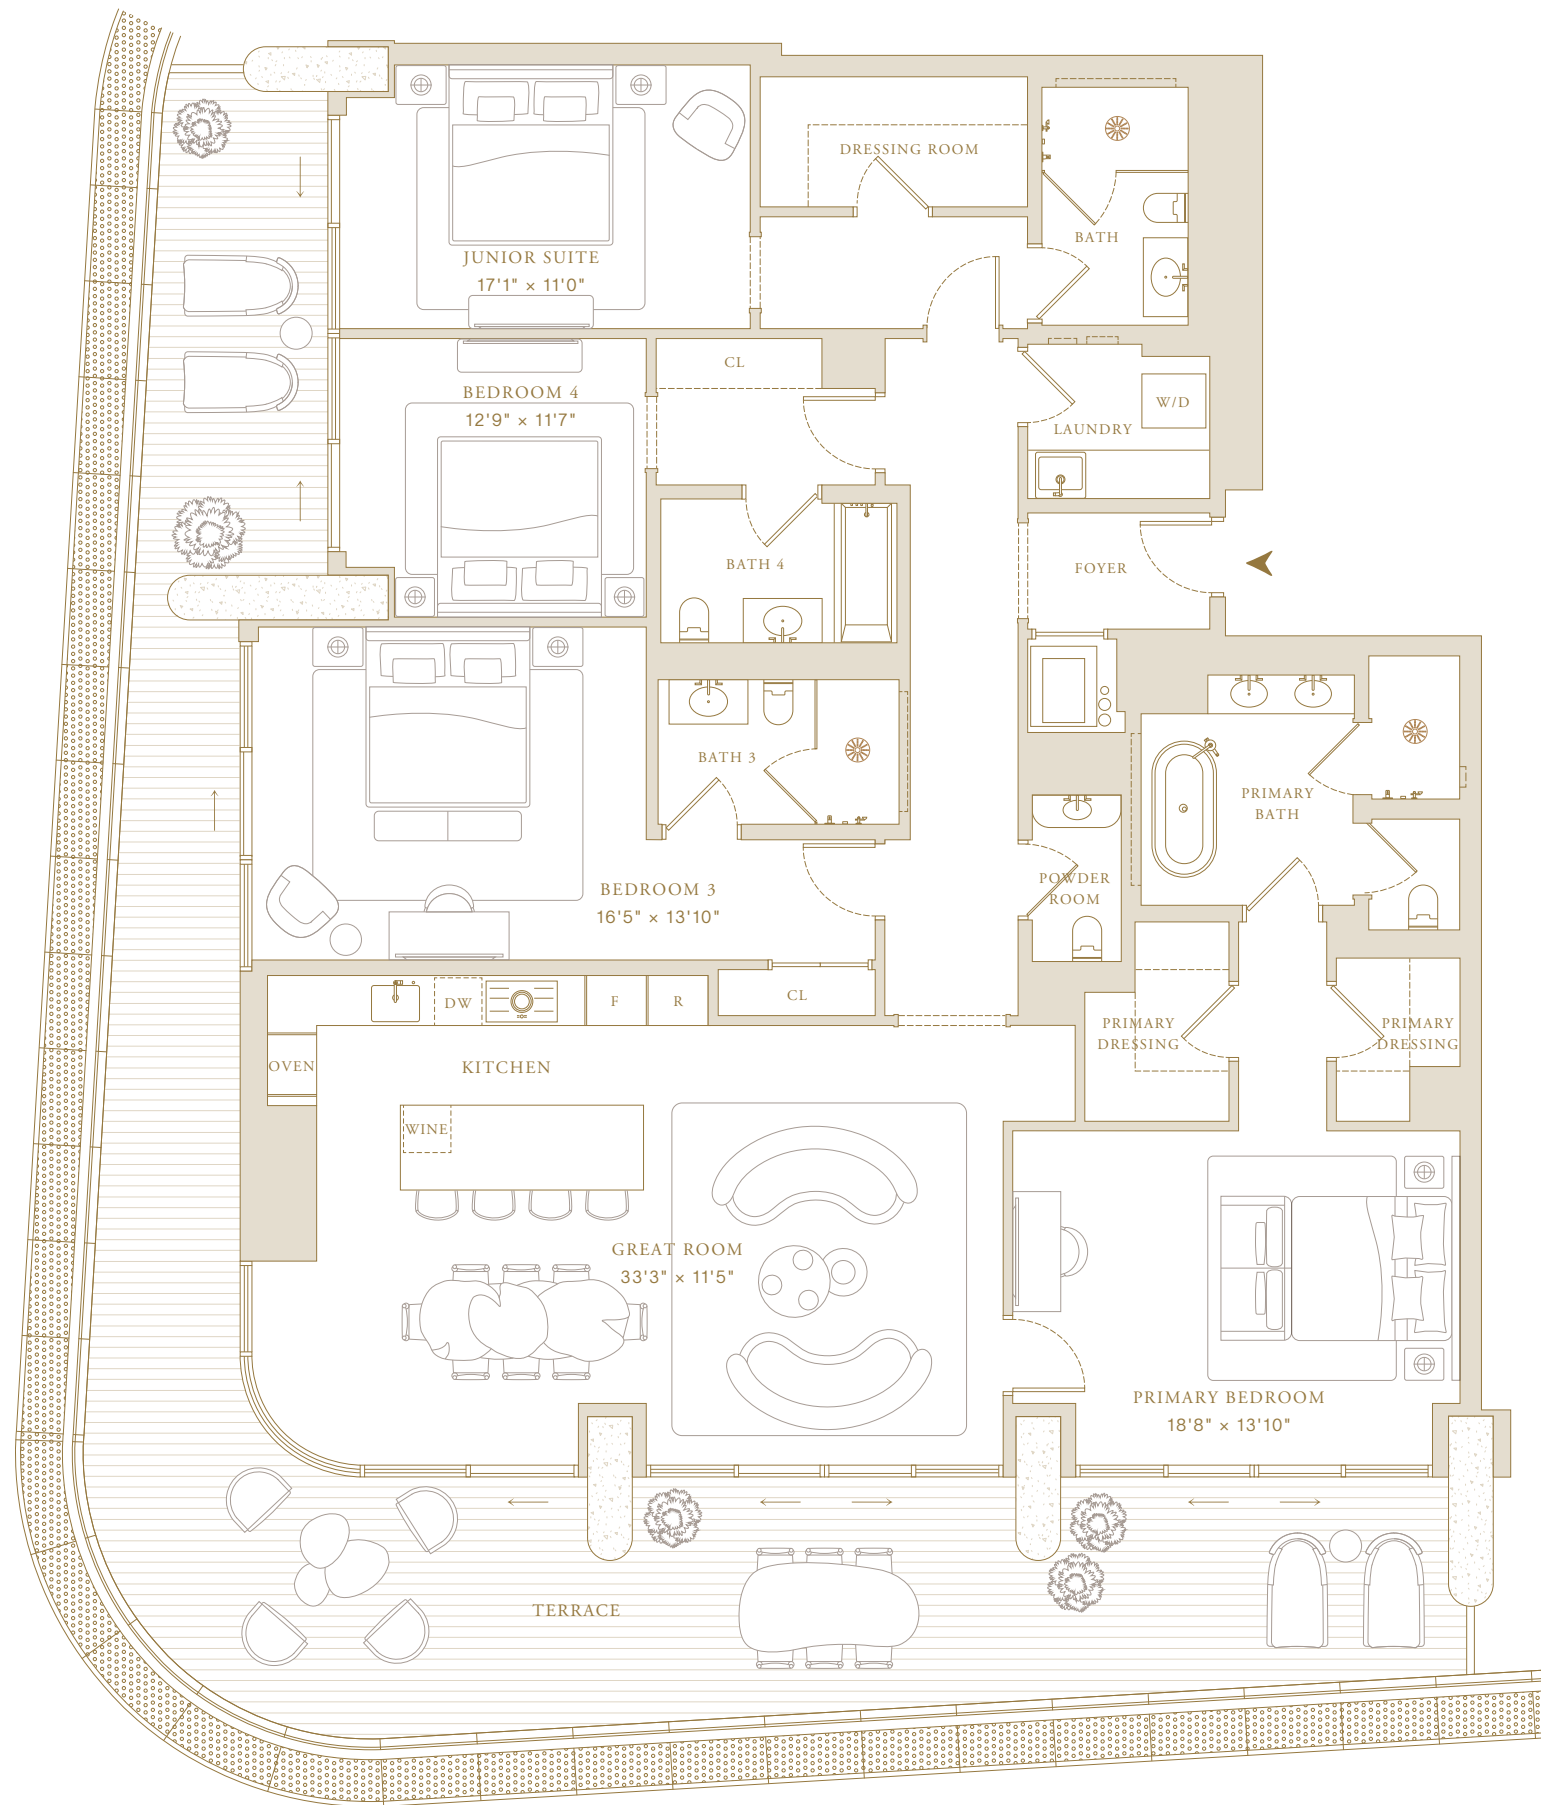 DRESSING ROOM
BATH
JUNIOR SUITE
17'1" × 11'0"
CL
BEDROOM 4
12'9" × 11'7"
W/D
LAUNDRY
BATH 4
FOYER
BATH 3
PRIMARY
BATH
BEDROOM 3
16'5" × 13'10"
POWDER
ROOM
CL
DW
F
R
PRIMARY
DRESSING
PRIMARY
DRESSING
OVEN
KITCHEN
WINE
GREAT ROOM
33'3" × 11'5"
PRIMARY BEDROOM
18'8" × 13'10"
TERRACE